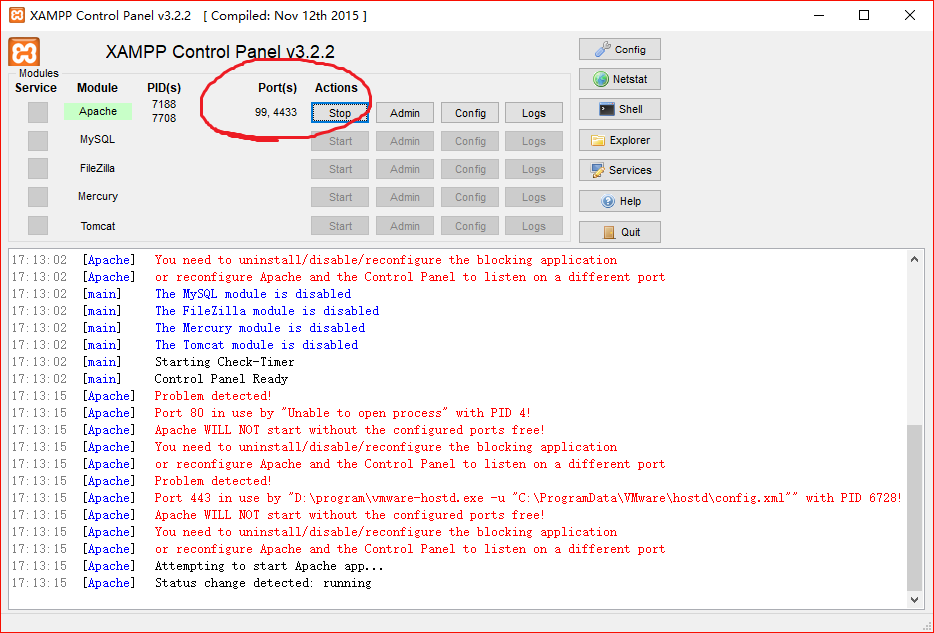 XAMPP Control Panel v3.2.2 [ Compiled: Nov 12th 2015 ]
XAMPP Control Panel v3.2.2
Modules
Service Module PID(s) Port(s) Actions
Apache 7188 7708 99, 4433 Stop Admin Config Logs
MySQL Start Admin Config Logs
FileZilla Start Admin Config Logs
Mercury Start Admin Config Logs
Tomcat Start Admin Config Logs
Config
Netstat
Shell
Explorer
Services
Help
Quit
17:13:02 [Apache] You need to uninstall/disable/reconfigure the blocking application
17:13:02 [Apache] or reconfigure Apache and the Control Panel to listen on a different port
17:13:02 [main] The MySQL module is disabled
17:13:02 [main] The FileZilla module is disabled
17:13:02 [main] The Mercury module is disabled
17:13:02 [main] The Tomcat module is disabled
17:13:02 [main] Starting Check-Timer
17:13:02 [main] Control Panel Ready
17:13:15 [Apache] Problem detected!
17:13:15 [Apache] Port 80 in use by "Unable to open process" with PID 4!
17:13:15 [Apache] Apache WILL NOT start without the configured ports free!
17:13:15 [Apache] You need to uninstall/disable/reconfigure the blocking application
17:13:15 [Apache] or reconfigure Apache and the Control Panel to listen on a different port
17:13:15 [Apache] Problem detected!
17:13:15 [Apache] Port 443 in use by "D:\program\vmware-hostd.exe -u "C:\ProgramData\VMware\hostd\config.xml"" with PID 6728!
17:13:15 [Apache] Apache WILL NOT start without the configured ports free!
17:13:15 [Apache] You need to uninstall/disable/reconfigure the blocking application
17:13:15 [Apache] or reconfigure Apache and the Control Panel to listen on a different port
17:13:15 [Apache] Attempting to start Apache app...
17:13:15 [Apache] Status change detected: running